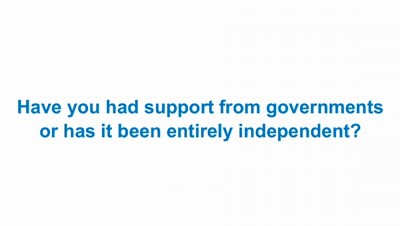 Have you had support from governments
or has it been entirely independent?